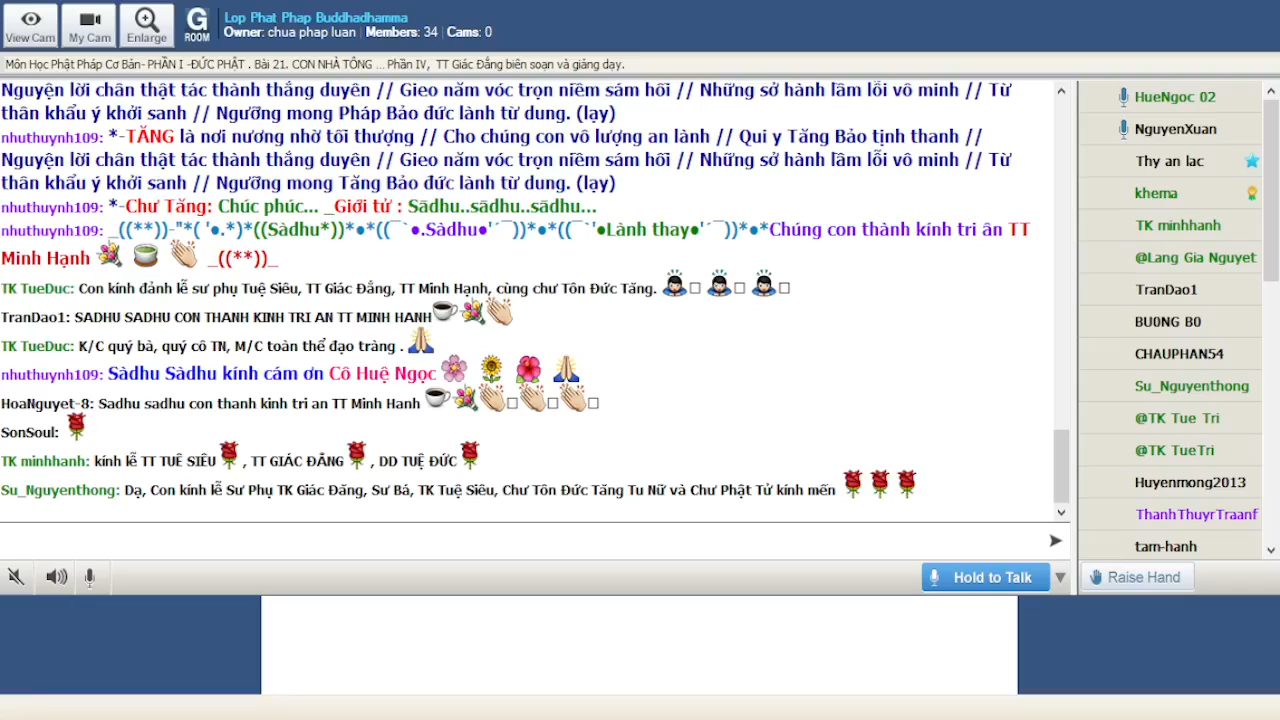 View Cam
My Cam
Enlarge
G
ROOM
Lop Phat Phap Buddhadhamma
Owner: chua phap luan | Members: 34 | Cams: 0
Môn Học Phật Pháp Cơ Bản- PHẦN I -ĐỨC PHẬT . Bài 21. CON NHÀ TÔNG ... Phần IV, TT Giác Đẳng biên soạn và giảng dạy.
Nguyện lời chân thật tác thành thắng duyên // Gieo năm vóc trọn niềm sám hối // Những sở hành lầm lỗi vô minh // Từ
thân khẩu ý khởi sanh // Ngưỡng mong Pháp Bảo đức lành từ dung. (lạy)
nhuthuynh109: *-TĂNG là nơi nương nhờ tối thượng // Cho chúng con vô lượng an lành // Qui y Tăng Bảo tịnh thanh //
Nguyện lời chân thật tác thành thắng duyên // Gieo năm vóc trọn niềm sám hối // Những sở hành lầm lỗi vô minh // Từ
thân khẩu ý khởi sanh // Ngưỡng mong Tăng Bảo đức lành từ dung. (lạy)
nhuthuynh109: *-Chư Tăng: Chúc phúc... _Giới tử : Sādhu..sādhu..sādhu...
nhuthuynh109: _((**))-"*( '●.*)*((Sàdhu*))*●*((¯`●.Sàdhu●'´¯))*●*((¯`'●Lành thay●'´¯))*●*Chúng con thành kính tri ân TT
Minh Hạnh _((**))_
TK TueDuc: Con kính đảnh lễ sư phụ Tuệ Siêu, TT Giác Đẳng, TT Minh Hạnh, cùng chư Tôn Đức Tăng.
TranDao1: SADHU SADHU CON THANH KINH TRI AN TT MINH HANH
TK TueDuc: K/C quý bà, quý cô TN, M/C toàn thể đạo tràng .
nhuthuynh109: Sàdhu Sàdhu kính cám ơn Cô Huệ Ngọc
HoaNguyet-8: Sadhu sadhu con thanh kinh tri an TT Minh Hanh
SonSoul:
TK minhhanh: kính lễ TT TUỆ SIÊU , TT GIÁC ĐẲNG , DD TUỆ ĐỨC
Su_Nguyenthong: Dạ, Con kính lễ Sư Phụ TK Giác Đăng, Sư Bá, TK Tuệ Siêu, Chư Tôn Đức Tăng Tu Nữ và Chư Phật Tử kính mến
Hold to Talk
HueNgoc 02
NguyenXuan
Thy an lac
khema
TK minhhanh
@Lang Gia Nguyet
TranDao1
BU0NG B0
CHAUPHAN54
Su_Nguyenthong
@TK Tue Tri
@TK TueTri
Huyenmong2013
ThanhThuyrTraanf
tam-hanh
Raise Hand